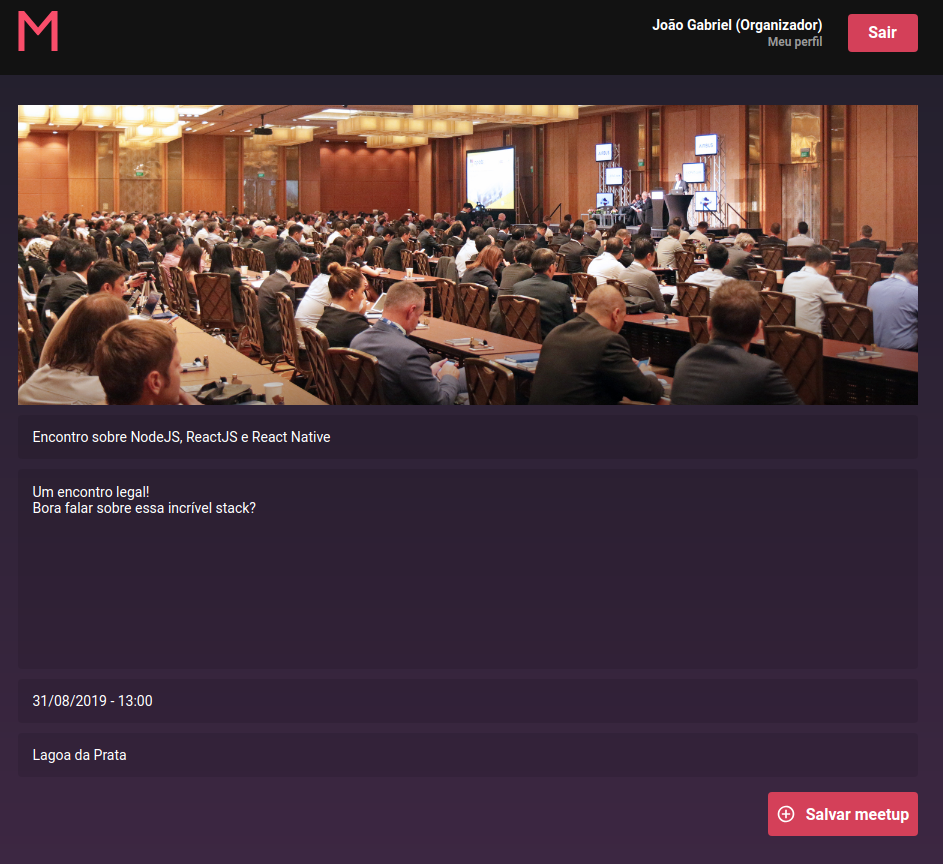 M
João Gabriel (Organizador)
Meu perfil
Sair
Encontro sobre NodeJS, ReactJS e React Native
Um encontro legal!
Bora falar sobre essa incrível stack?
31/08/2019 - 13:00
Lagoa da Prata
Salvar meetup